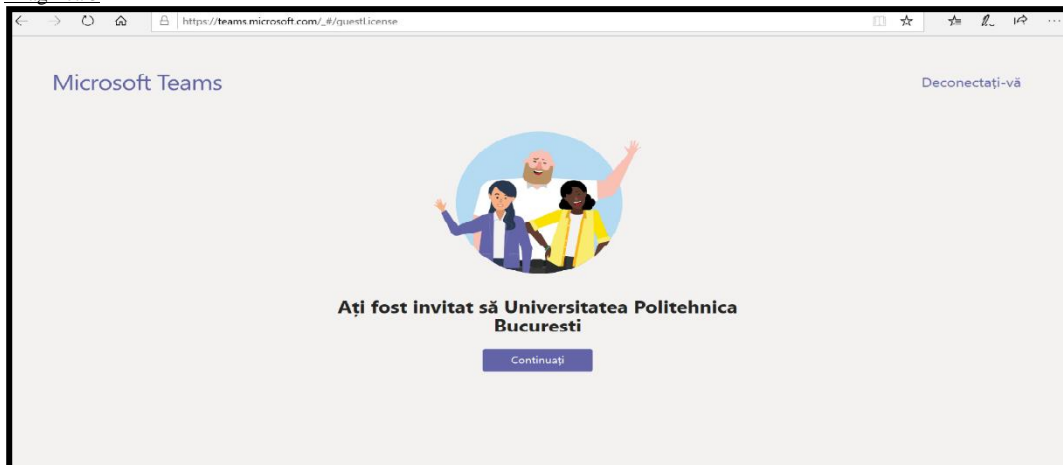 https://teams.microsoft.com/_#/guestLicense
Microsoft Teams
Deconectați-vă
Ați fost invitat să Universitatea Politehnica
Bucuresti
Continuați